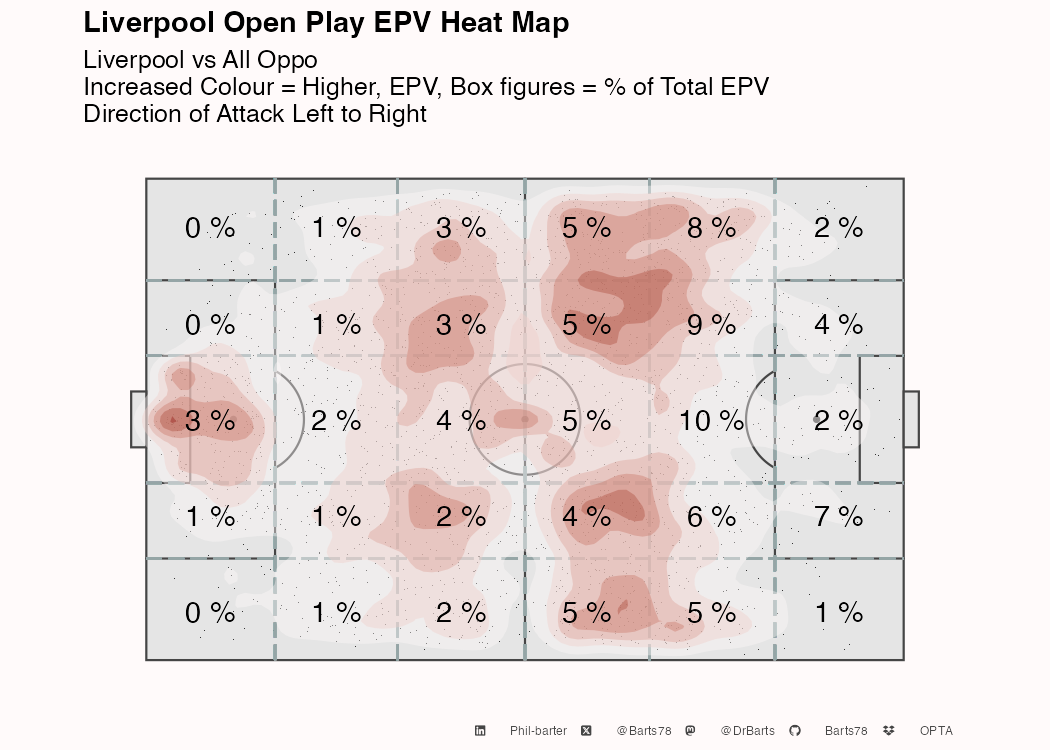 Liverpool Open Play EPV Heat Map
Liverpool vs All Oppo
Increased Colour = Higher, EPV, Box figures = % of Total EPV
Direction of Attack Left to Right
0 % 1 % 3 % 5 % 8 % 2 %
0 % 1 % 3 % 5 % 9 % 4 %
3 % 2 % 4 % 5 % 10 % 2 %
1 % 1 % 2 % 4 % 6 % 7 %
0 % 1 % 2 % 5 % 5 % 1 %
Phil-barter @Barts78 @DrBarts Barts78 OPTA